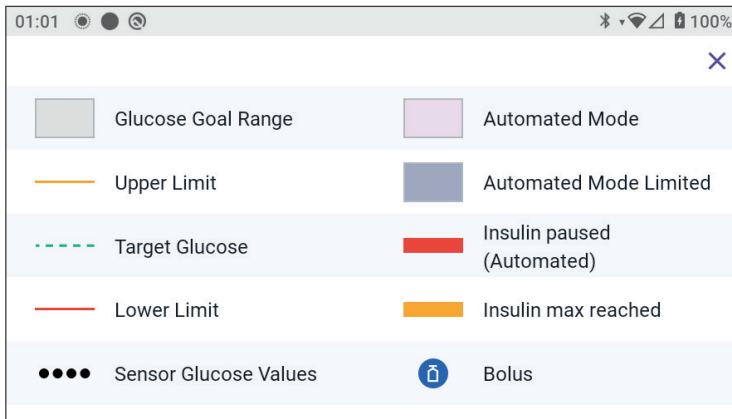 01:01 100%
Glucose Goal Range Automated Mode
Upper Limit Automated Mode Limited
Target Glucose Insulin paused
(Automated)
Lower Limit Insulin max reached
Sensor Glucose Values Bolus